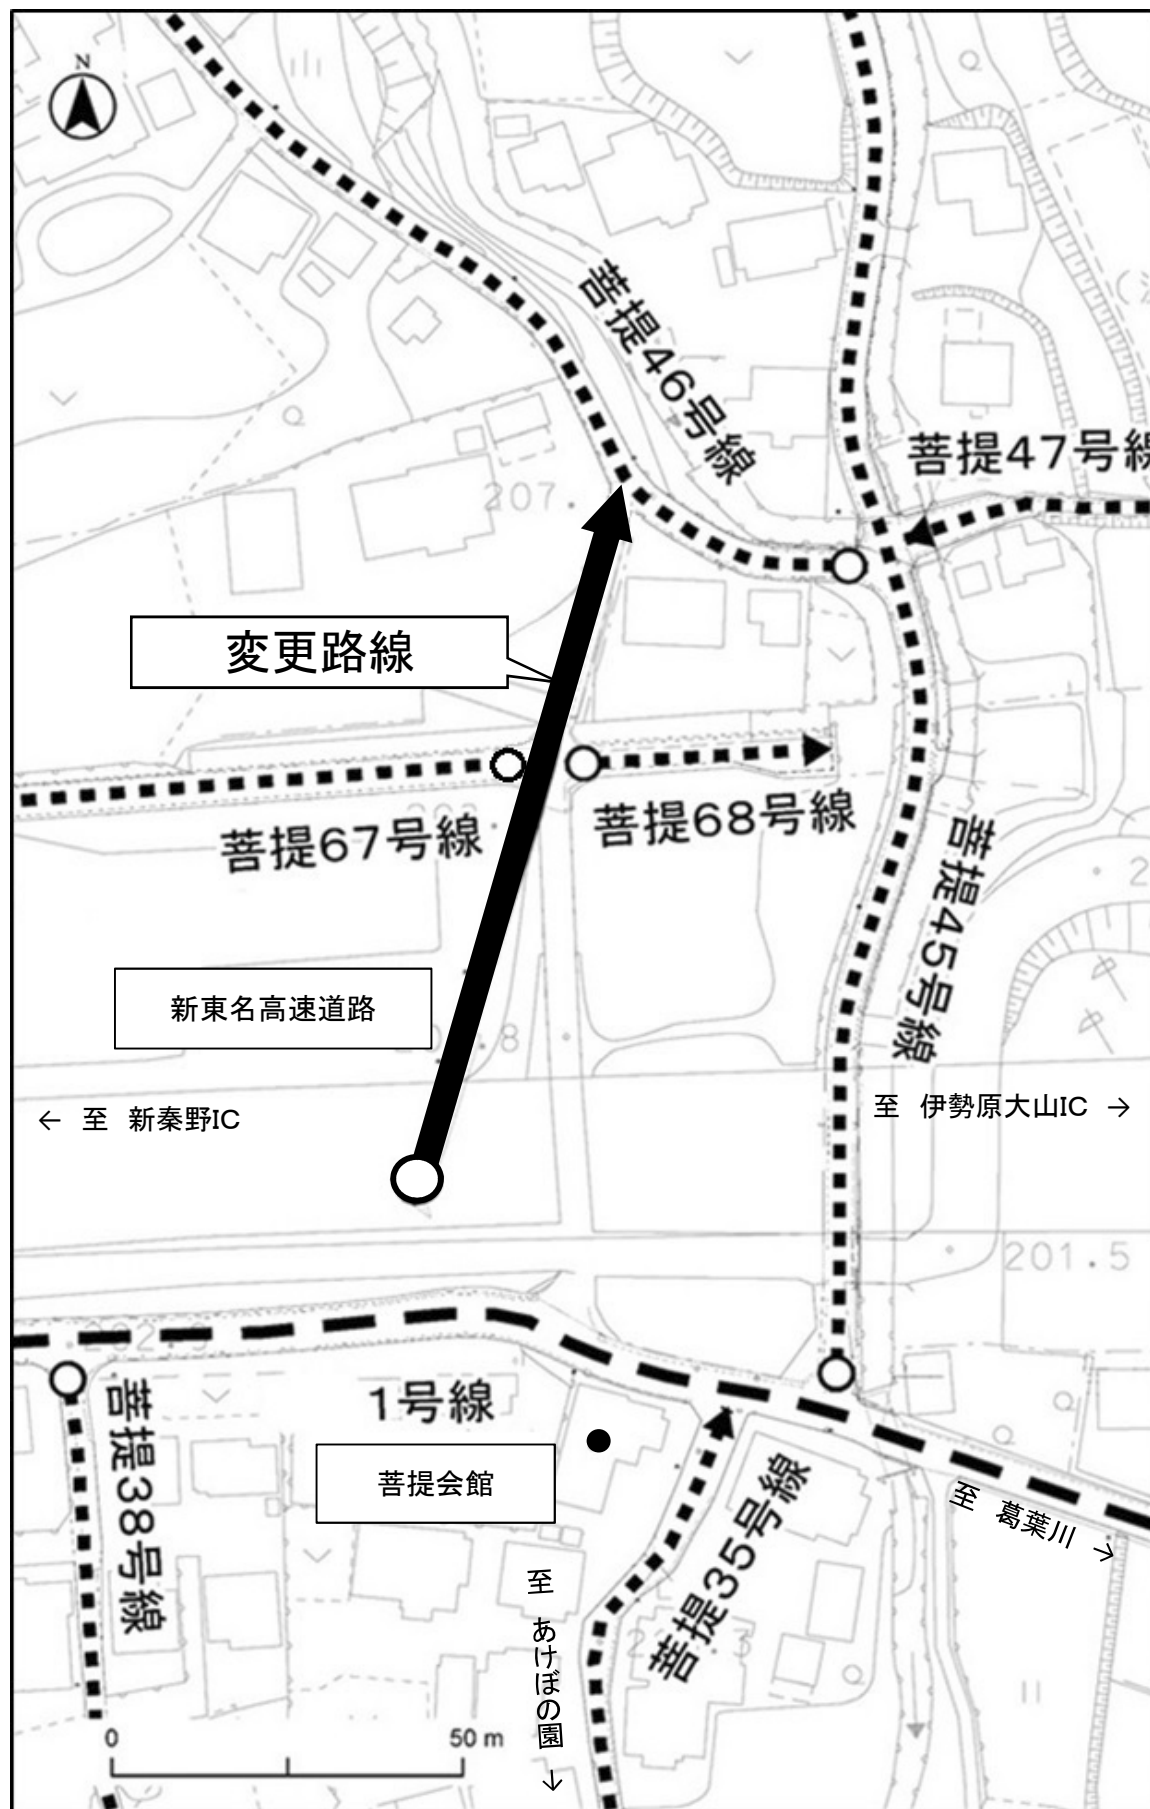 N
菩提46号線
菩提47号線
207.
変更路線
菩提67号線
菩提68号線
菩提45号線
新東名高速道路
← 至 新秦野IC
至 伊勢原大山IC →
201.5
1号線
菩提会館
菩提38号線
菩提35号線
至 葛葉川 →
至 あけぼの園 →
0
50 m